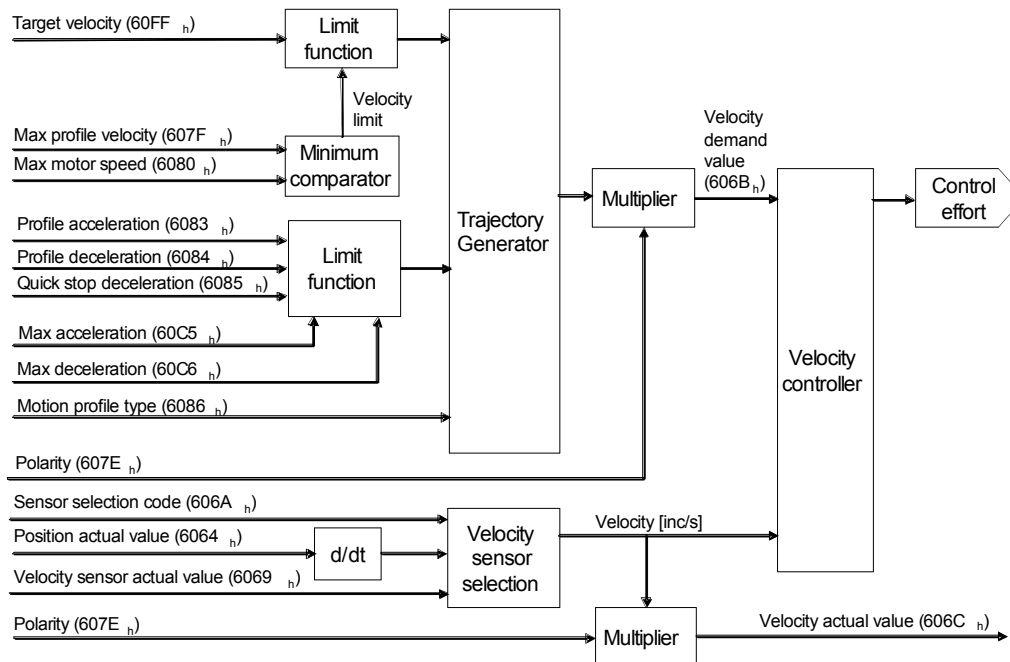 Target velocity (60FF h)
Limit
function
Velocity
limit
Max profile velocity (607F h)
Max motor speed (6080 h)
Minimum
comparator
Profile acceleration (6083 h)
Profile deceleration (6084 h)
Quick stop deceleration (6085 h)
Limit
function
Max acceleration (60C5 h)
Max deceleration (60C6 h)
Motion profile type (6086 h)
Trajectory
Generator
Multiplier
Velocity
demand
value
(606B h)
Velocity
controller
Control
effort
Polarity (607E h)
Sensor selection code (606A h)
Position actual value (6064 h)
d/dt
Velocity sensor actual value (6069 h)
Velocity
sensor
selection
Velocity [inc/s]
Polarity (607E h)
Multiplier
Velocity actual value (606C h)